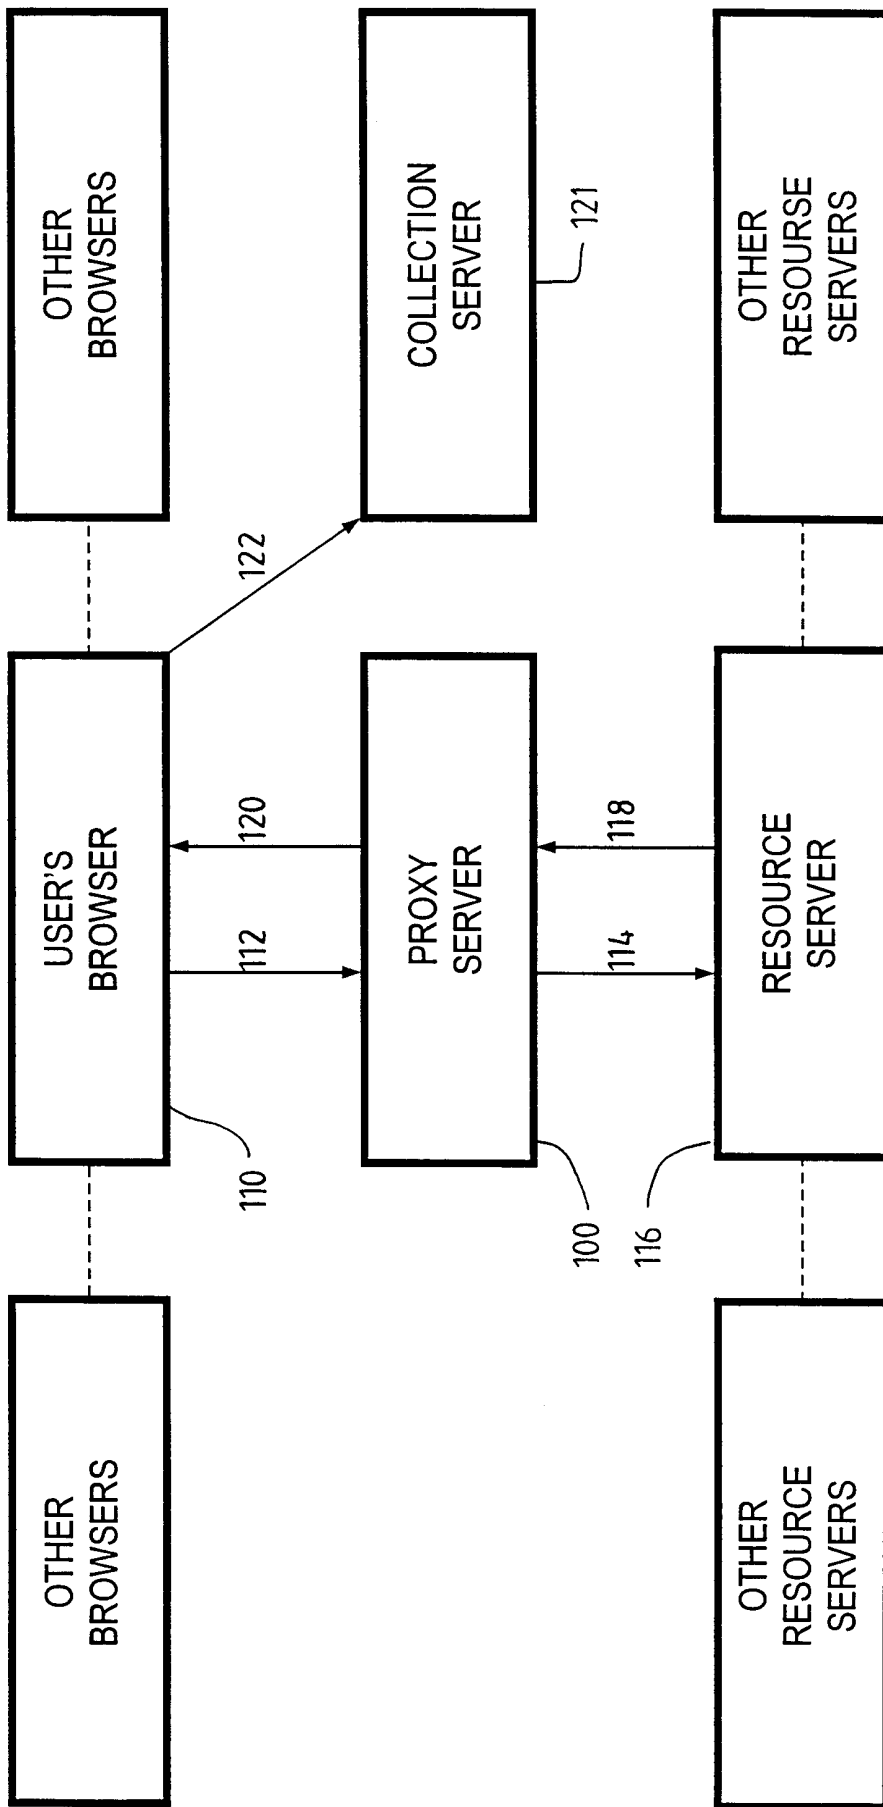 OTHER
BROWSERS
USER'S
BROWSER
OTHER
BROWSERS
110
112
120
122
PROXY
SERVER
COLLECTION
SERVER
100
121
116
114
118
OTHER
RESOURCE
SERVERS
RESOURCE
SERVER
OTHER
RESOURSE
SERVERS